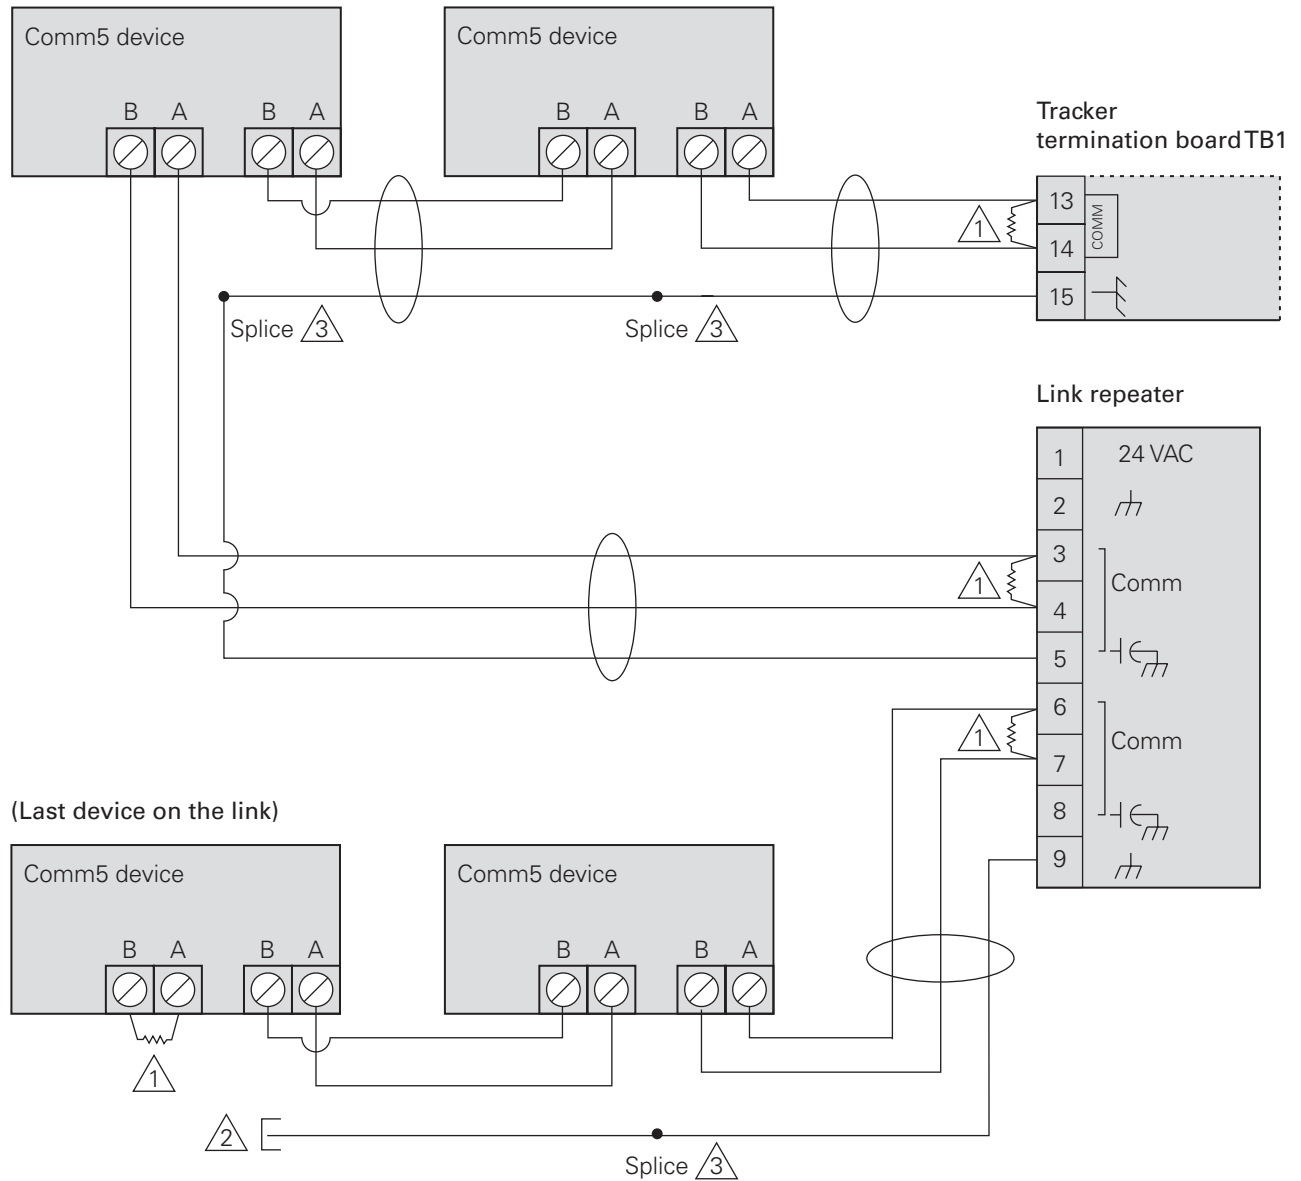 Comm5 device
B A B A
Comm5 device
B A B A
Tracker
termination board TB1
13
14
15
COMM
1
Splice 3
Splice 3
Link repeater
1 24 VAC
2
3
4
5
6
7
8
9
Comm
Comm
1
1
(Last device on the link)
Comm5 device
B A B A
Comm5 device
B A B A
1
2
Splice 3